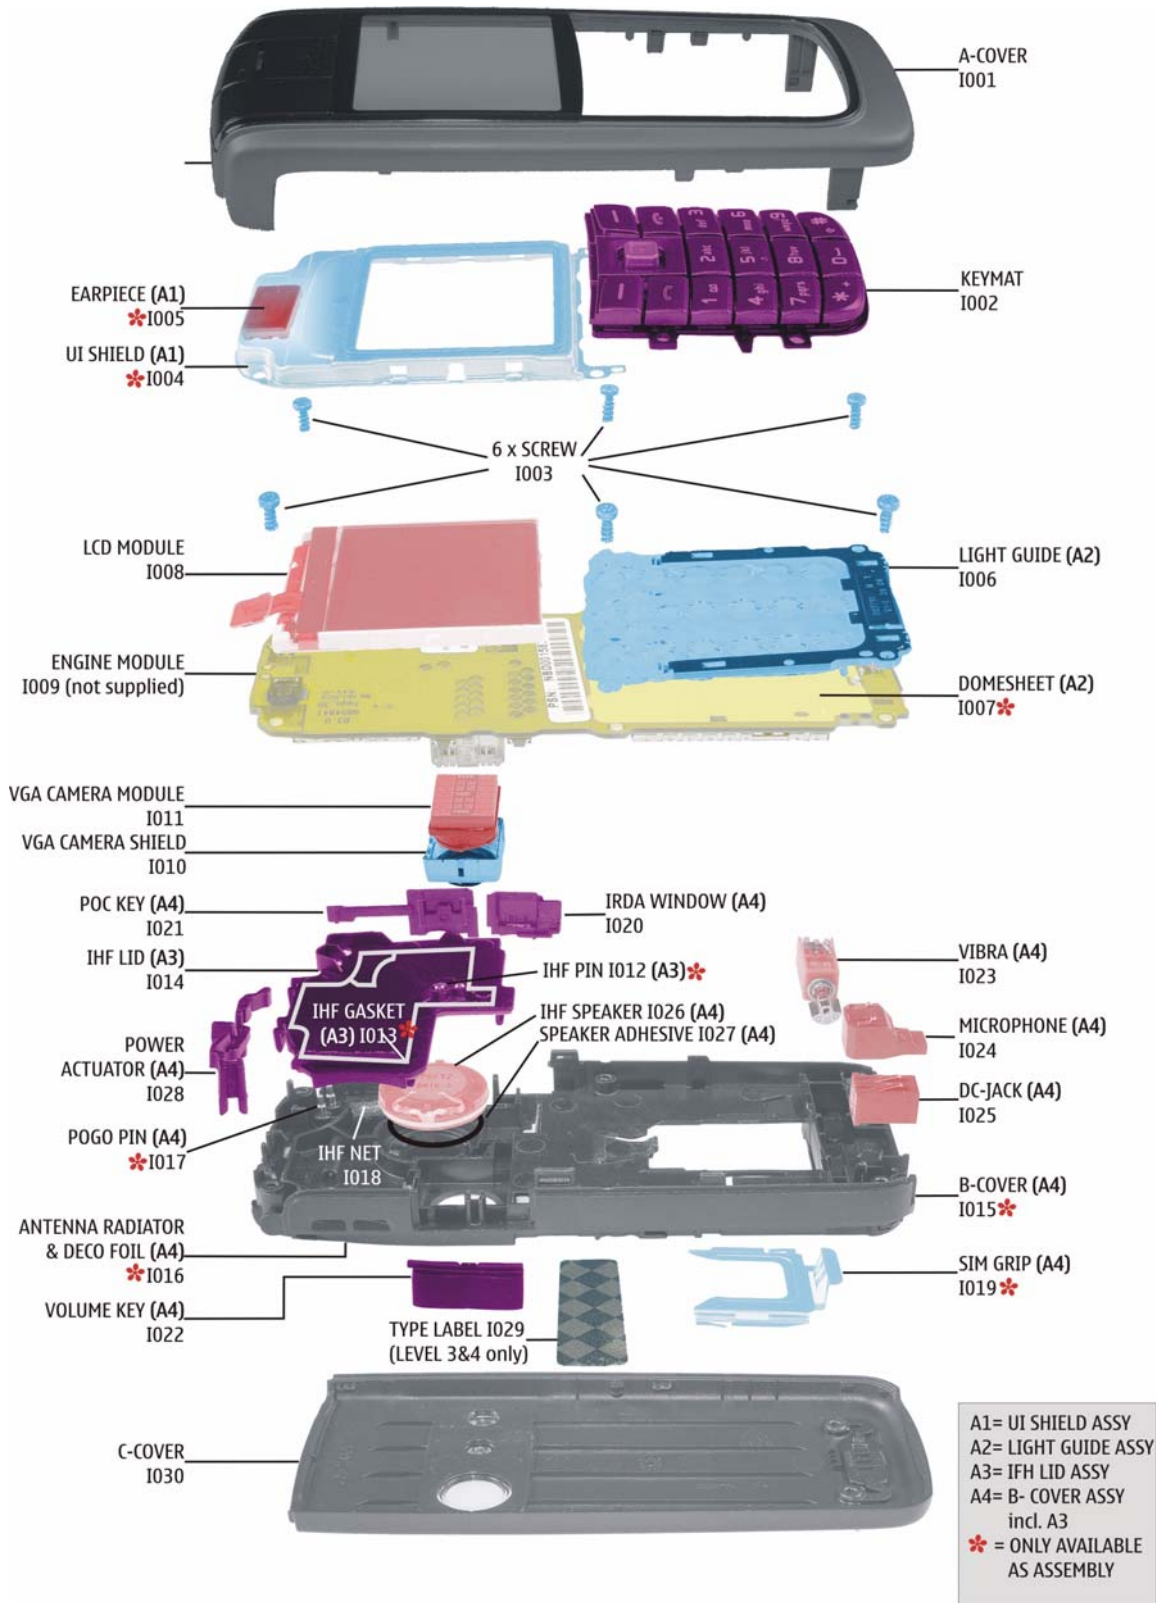 A-COVER
I001
KEYMAT
I002
EARPIECE (A1)
*I005
UI SHIELD (A1)
*I004
6 x SCREW
I003
LCD MODULE
I008
LIGHT GUIDE (A2)
I006
ENGINE MODULE
I009 (not supplied)
PSN: NBD00156
DOMESHEET (A2)
I007*
VGA CAMERA MODULE
I011
VGA CAMERA SHIELD
I010
POC KEY (A4)
I021
IRDA WINDOW (A4)
I020
IHF LID (A3)
I014
IHF PIN I012 (A3)*
VIBRA (A4)
I023
IHF GASKET
(A3) I013*
IHF SPEAKER I026 (A4)
SPEAKER ADHESIVE I027 (A4)
MICROPHONE (A4)
I024
POWER
ACTUATOR (A4)
I028
DC-JACK (A4)
I025
POGO PIN (A4)
*I017
IHF NET
I018
B-COVER (A4)
I015*
ANTENNA RADIATOR
& DECO FOIL (A4)
*I016
SIM GRIP (A4)
I019*
VOLUME KEY (A4)
I022
TYPE LABEL I029
(LEVEL 3&4 only)
C-COVER
I030
A1= UI SHIELD ASSY
A2= LIGHT GUIDE ASSY
A3= IFH LID ASSY
A4= B- COVER ASSY
incl. A3
* = ONLY AVAILABLE
AS ASSEMBLY